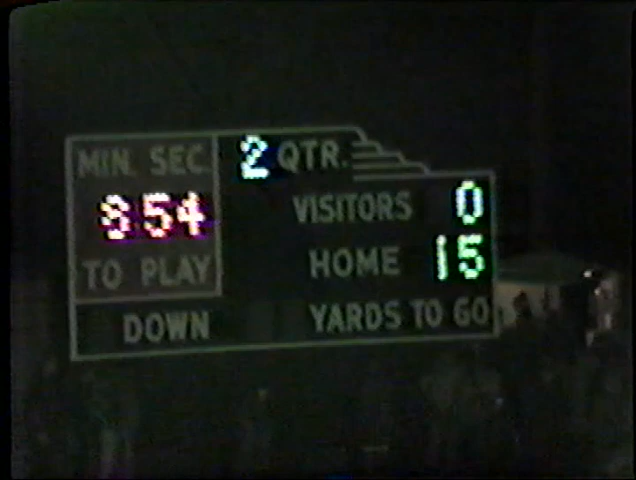 2 QTR.
MIN. SEC.
8 54
VISITORS 0
TO PLAY
HOME 15
DOWN
YARDS TO GO